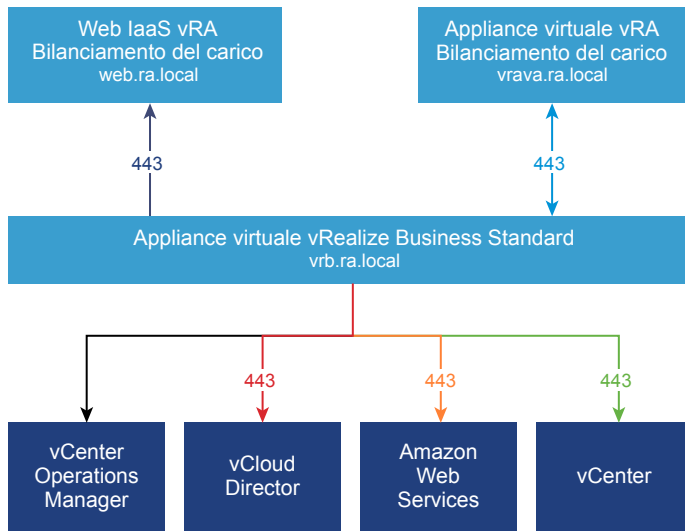 Web IaaS vRA
Bilanciamento del carico
web.ra.local
Appliance virtuale vRA
Bilanciamento del carico
vrava.ra.local
443
443
Appliance virtuale vRealize Business Standard
vrb.ra.local
443
443
443
vCenter
Operations
Manager
vCloud
Director
Amazon
Web
Services
vCenter